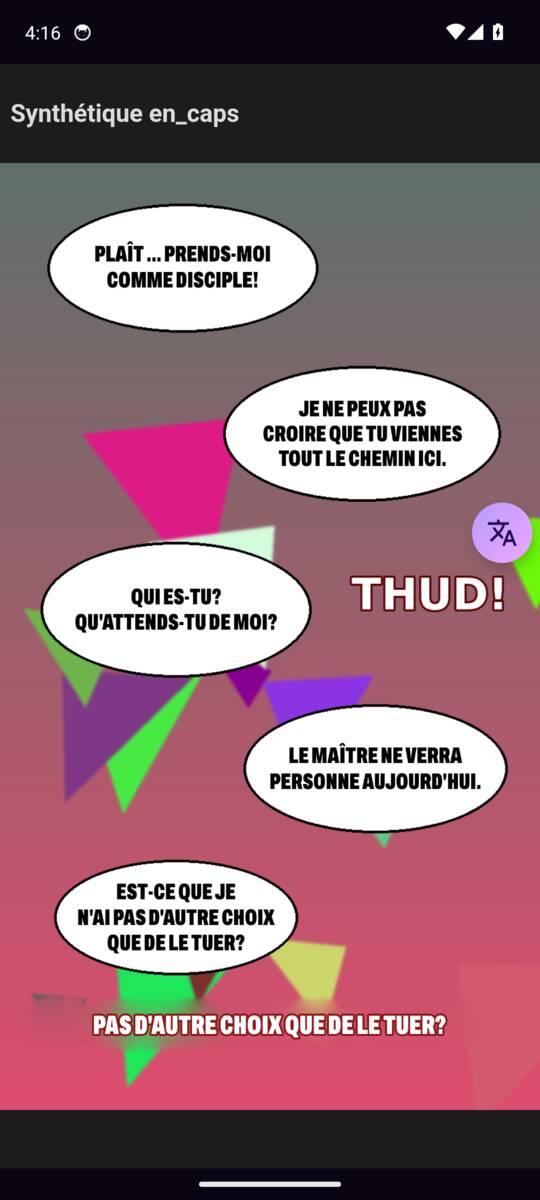 4:16
Synthétique en_caps
PLAÎT ... PRENDS-MOI
COMME DISCIPLE!
JE NE PEUX PAS
CROIRE QUE TU VIENNES
TOUT LE CHEMIN ICI.
THUD!
QUI ES-TU?
QU'ATTENDS-TU DE MOI?
LE MAÎTRE NE VERRA
PERSONNE AUJOURD'HUI.
EST-CE QUE JE
N'AI PAS D'AUTRE CHOIX
QUE DE LE TUER?
PAS D'AUTRE CHOIX QUE DE LE TUER?